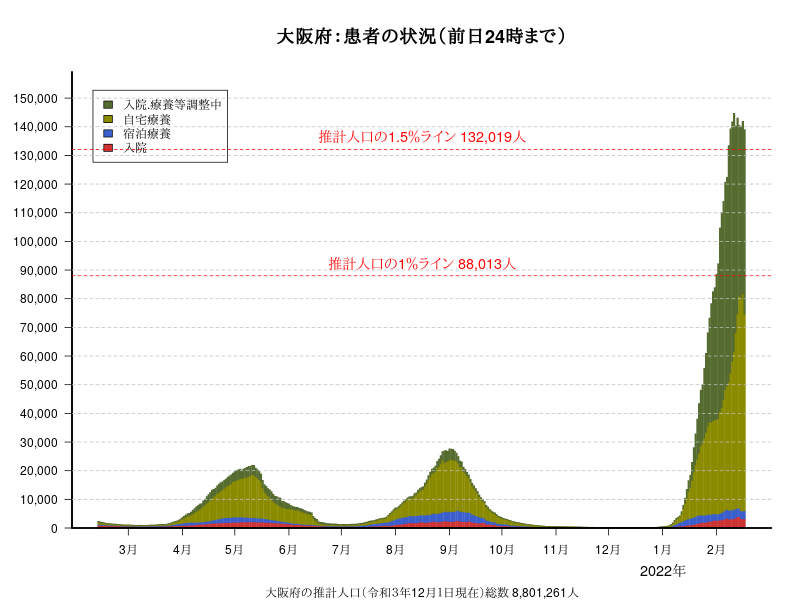 大阪府：患者の状況（前日24時まで）
150,000
140,000
130,000
120,000
110,000
100,000
90,000
80,000
70,000
60,000
50,000
40,000
30,000
20,000
10,000
0
入院.療養等調整中
自宅療養
宿泊療養
入院
推計人口の1.5%ライン 132,019人
推計人口の1%ライン 88,013人
3月 4月 5月 6月 7月 8月 9月 10月 11月 12月 1月 2月
2022年
大阪府の推計人口（令和3年12月1日現在）総数 8,801,261人